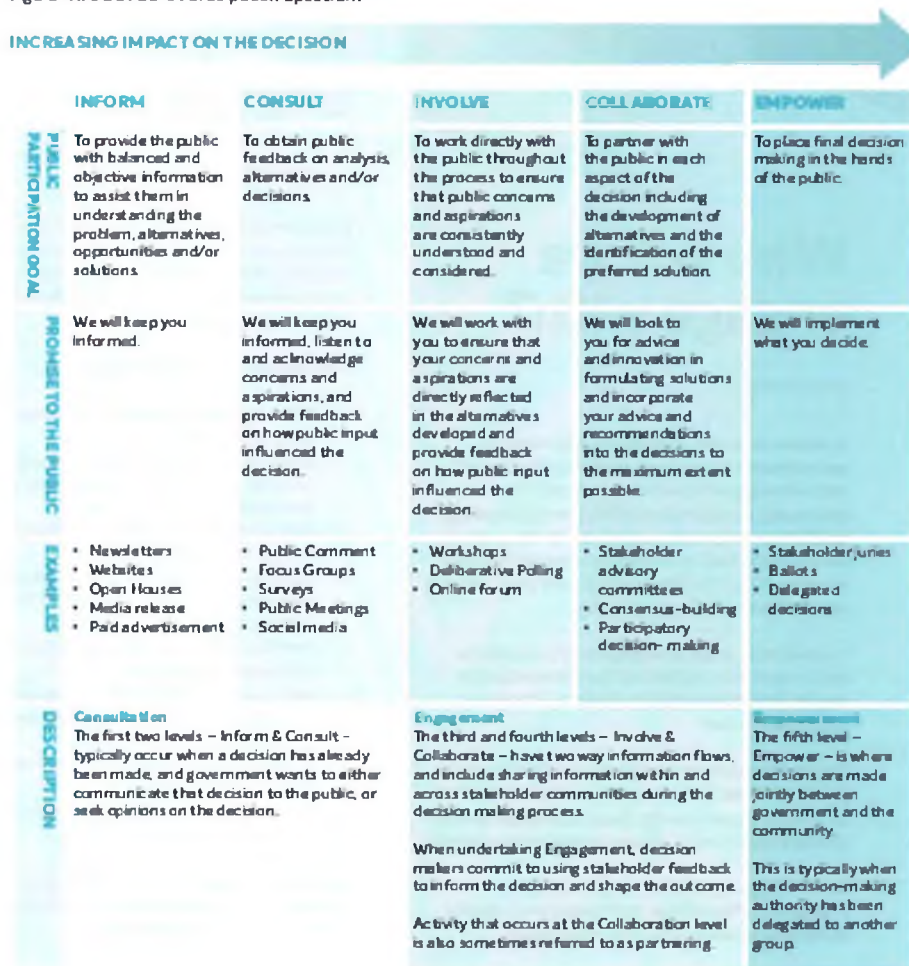 INCREASING IMPACT ON THE DECISION
INFORM
CONSULT
INVOLVE
COLLABORATE
EMPOWER
PUBLIC
PARTICIPATION GOAL
To provide the public
with balanced and
objective information
to assist them in
understanding the
problem, alternatives,
opportunities and/or
solutions.
To obtain public
feedback on analysis,
alternatives and/or
decisions.
To work directly with
the public throughout
the process to ensure
that public concerns
and aspirations
are consistently
understood and
considered.
To partner with
the public in each
aspect of the
decision including
the development of
alternatives and the
identification of the
preferred solution.
To place final decision
making in the hands
of the public.
PROMISE TO THE PUBLIC
We will keep you
informed.
We will keep you
informed, listen to
and acknowledge
concerns and
aspirations, and
provide feedback
on how public input
influenced the
decision.
We will work with
you to ensure that
your concerns and
aspirations are
directly reflected
in the alternatives
developed and
provide feedback
on how public input
influenced the
decision.
We will look to
you for advice
and innovation in
formulating solutions
and incorporate
your advice and
recommendations
into the decisions to
the maximum extent
possible.
We will implement
what you decide.
EXAMPLES
• Newsletters
• Websites
• Open Houses
• Media release
• Paid advertisement
• Public Comment
• Focus Groups
• Surveys
• Public Meetings
• Social media
• Workshops
• Deliberative Polling
• Online forum
• Stakeholder
advisory
committees
• Consensus-building
• Participatory
decision-making
• Stakeholder juries
• Ballots
• Delegated
decisions
DESCRIPTION
Consultation
The first two levels – Inform & Consult –
typically occur when a decision has already
been made, and government wants to either
communicate that decision to the public, or
seek opinions on the decision.
Engagement
The third and fourth levels – Involve &
Collaborate – have two way information flows,
and include sharing information within and
across stakeholder communities during the
decision making process.
When undertaking Engagement, decision
makers commit to using stakeholder feedback
to inform the decision and shape the outcome.
Activity that occurs at the Collaboration level
is also sometimes referred to as partnering.
The fifth level –
Empower – is where
decisions are made
jointly between
government and the
community.
This is typically when
the decision-making
authority has been
delegated to another
group.